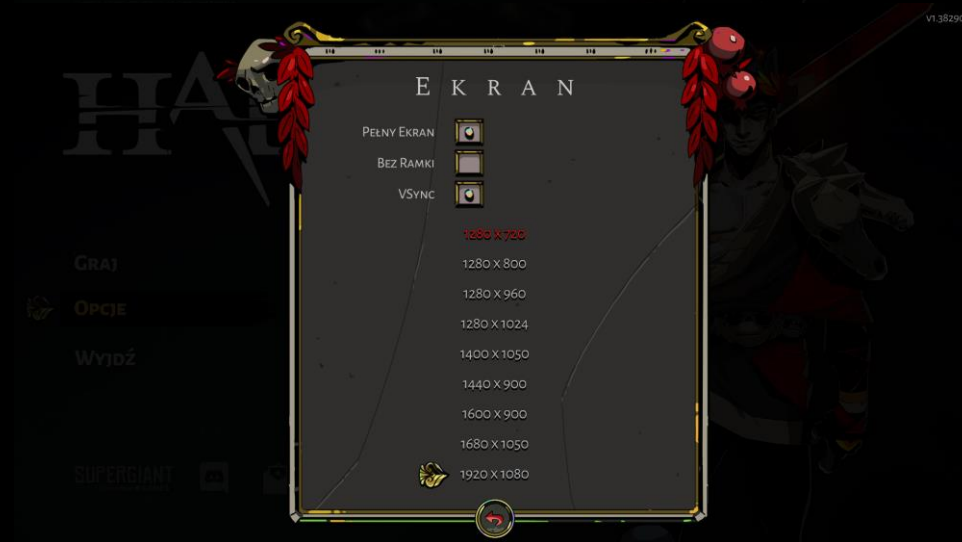 V1.38290
EKRAN
PEŁNY EKRAN
BEZ RAMKI
VSYNC
1280 X 720
1280 X 800
1280 X 960
1280 X 1024
1400 X 1050
1440 X 900
1600 X 900
1680 X 1050
1920 X 1080
GRAJ
OPCJE
WYJDŹ
SUPERGIANT